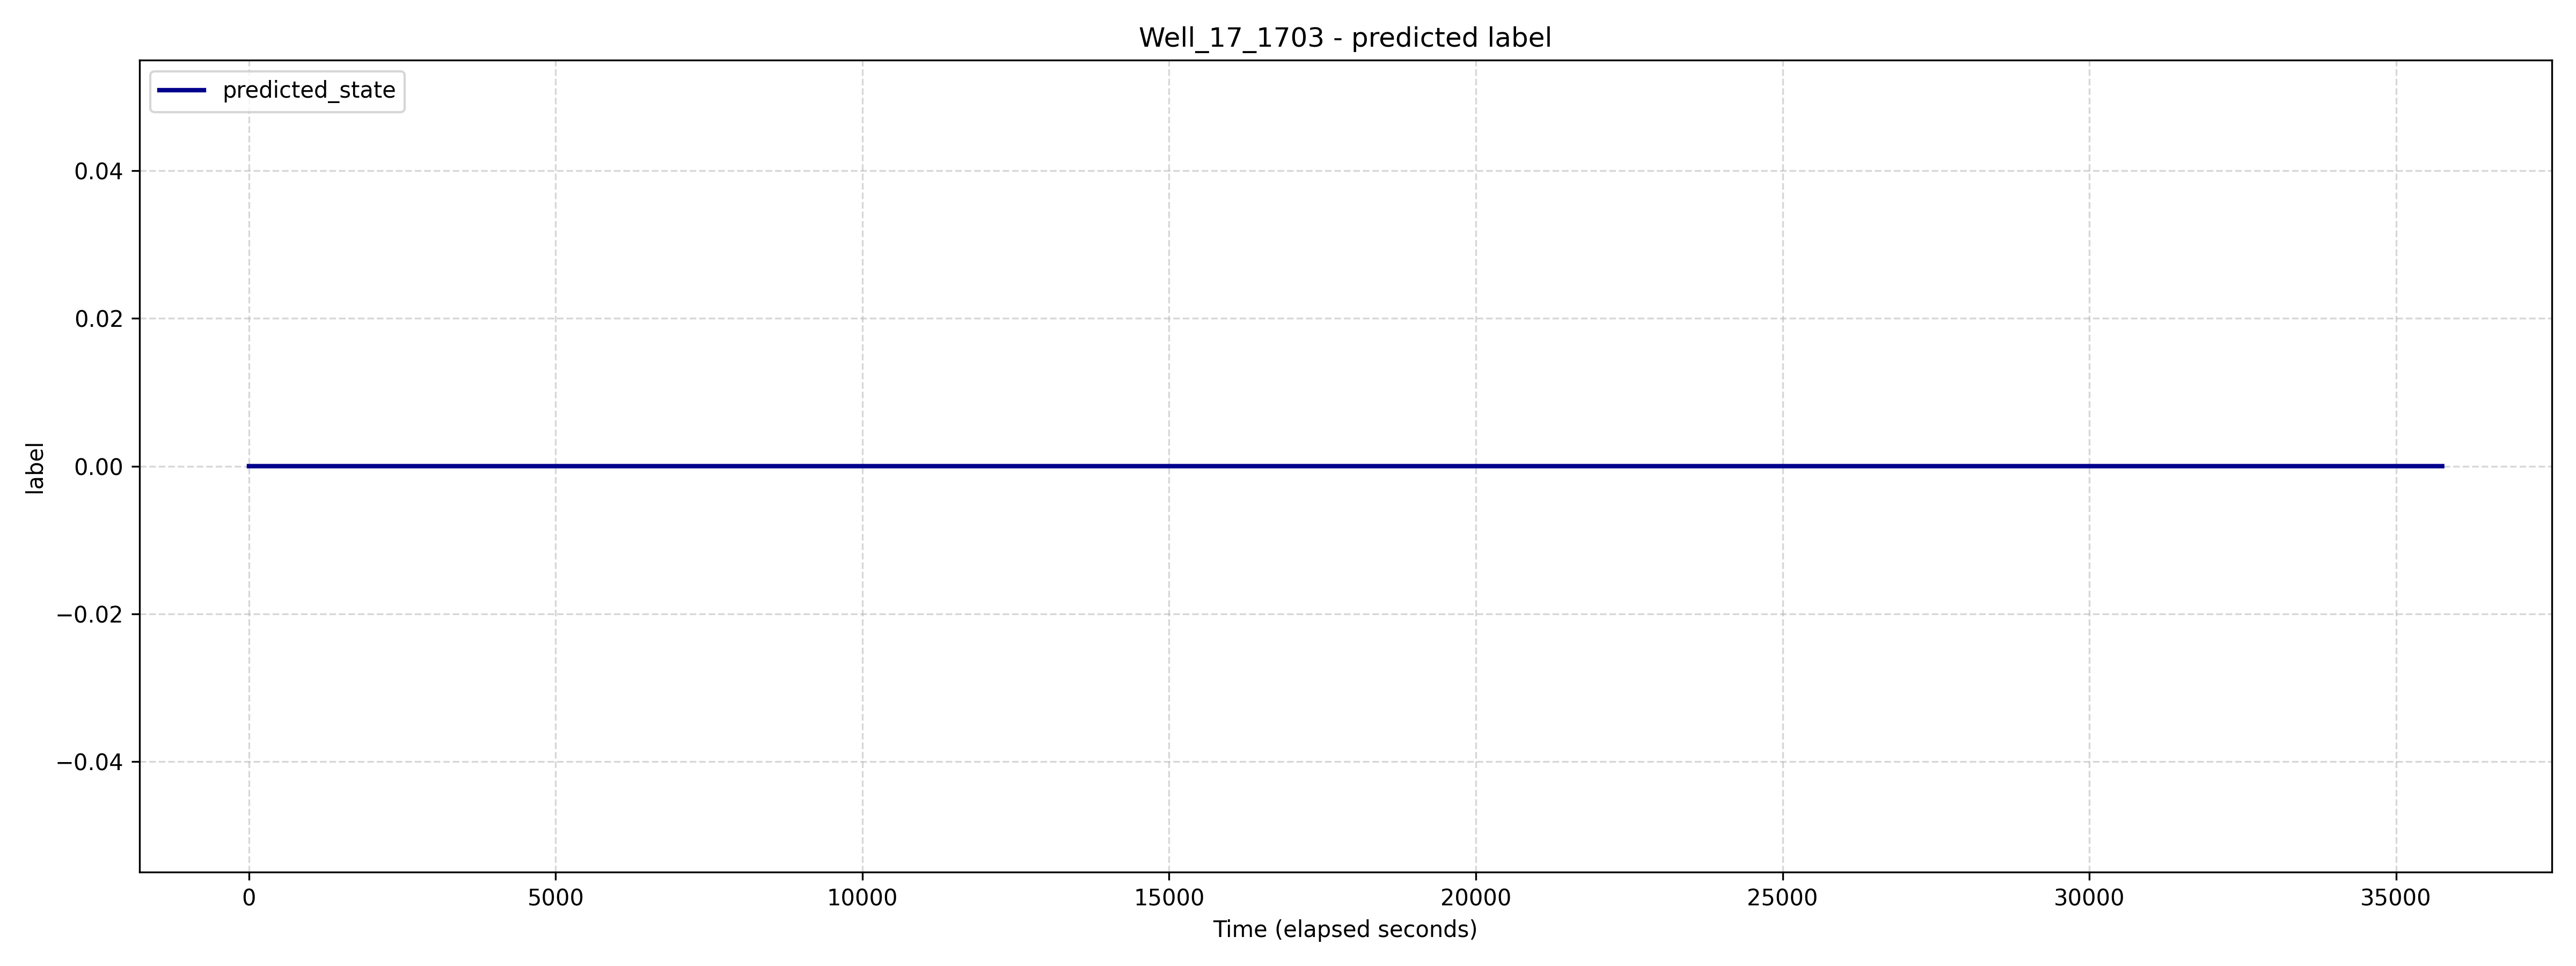 Well_17_1703 - predicted label
predicted_state
0.04
0.02
0.00
−0.02
−0.04
label
0 5000 10000 15000 20000 25000 30000 35000
Time (elapsed seconds)